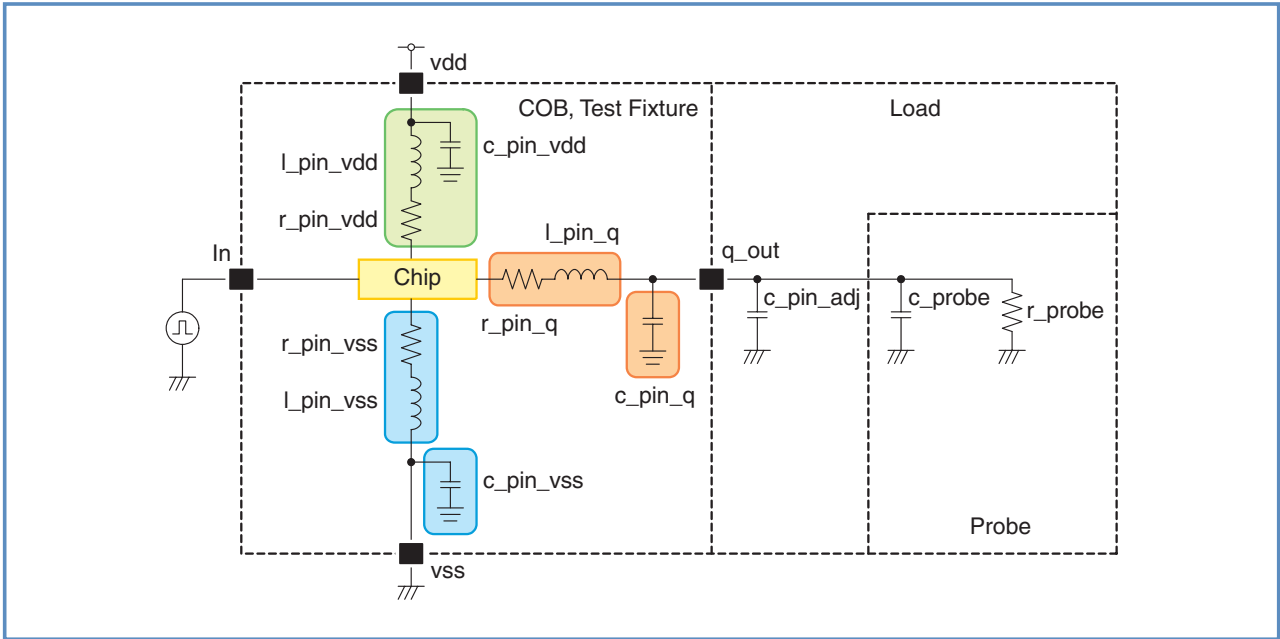 vdd
COB, Test Fixture
Load
l_pin_vdd
c_pin_vdd
r_pin_vdd
In
Chip
l_pin_q
q_out
r_pin_q
c_pin_adj
c_probe
r_probe
r_pin_vss
l_pin_vss
c_pin_q
c_pin_vss
Probe
vss